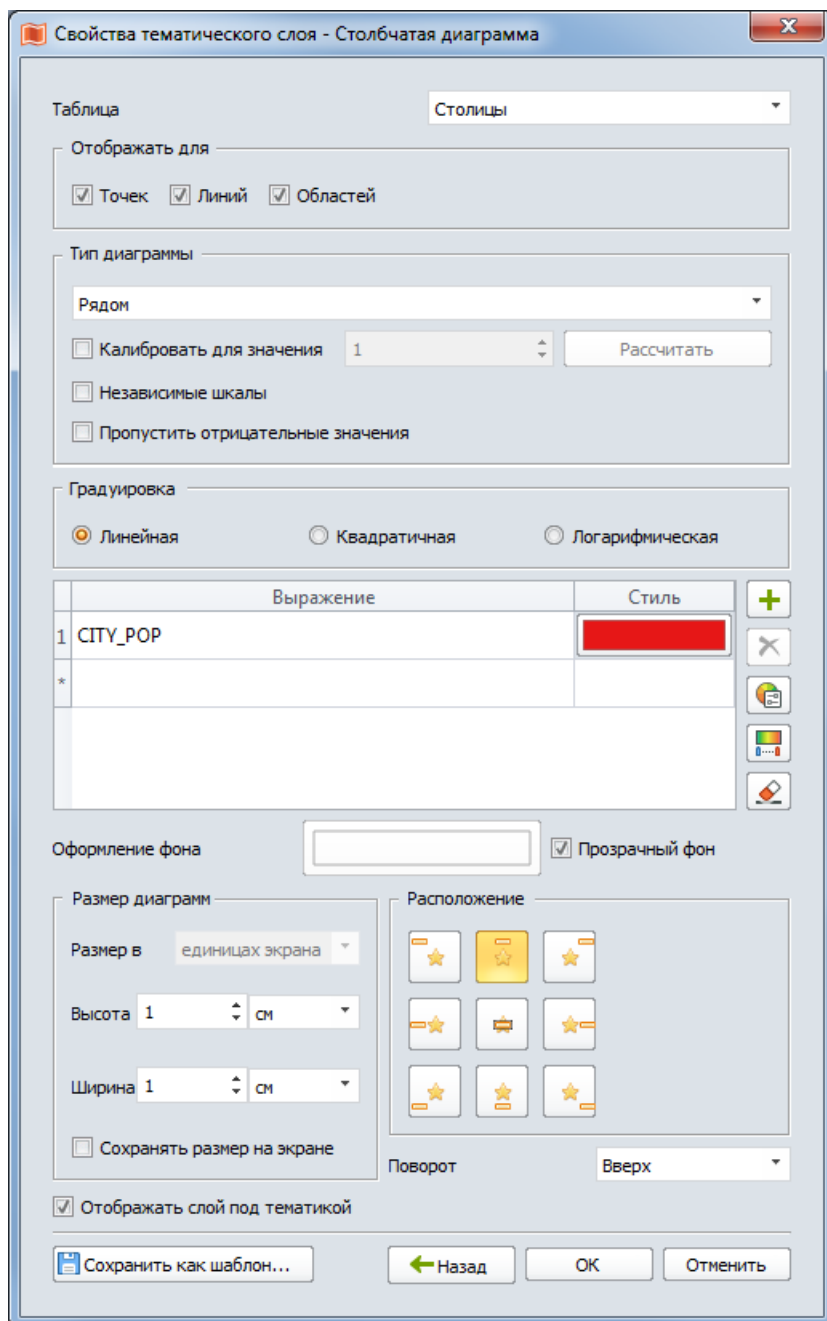 Свойства тематического слоя - Столбчатая диаграмма
Таблица Столицы
Отображать для
Точек Линий Областей
Тип диаграммы
Рядом
Калибровать для значения 1 Рассчитать
Независимые шкалы
Пропустить отрицательные значения
Градуировка
Линейная Квадратичная Логарифмическая
Выражение Стиль
1 CITY_POP
*
Оформление фона Прозрачный фон
Размер диаграмм Расположение
Размер в единицах экрана
Высота 1 см
Ширина 1 см
Сохранять размер на экране
Поворот Вверх
Отображать слой под тематикой
Сохранить как шаблон... Назад ОК Отменить